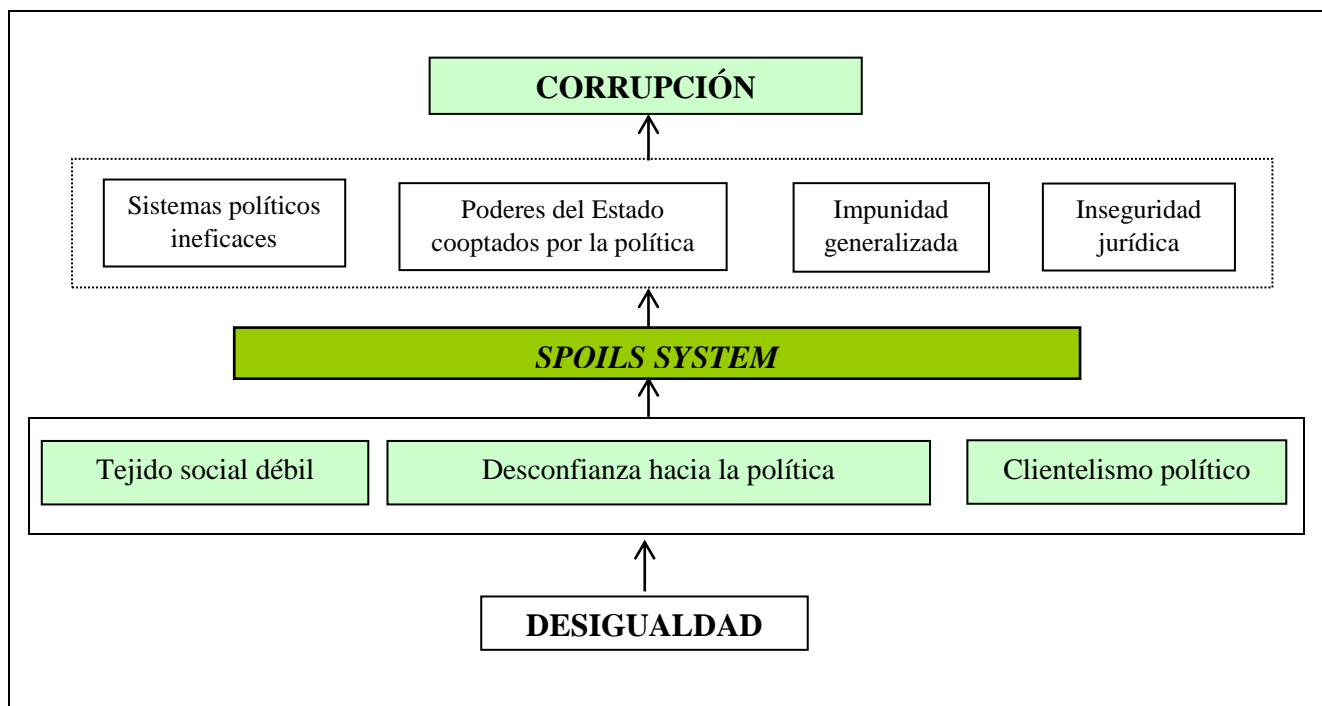 CORRUPCIÓN
Sistemas políticos
ineficaces
Poderes del Estado
cooptados por la política
Impunidad
generalizada
Inseguridad
jurídica
SPOILS SYSTEM
Tejido social débil
Desconfianza hacia la política
Clientelismo político
DESIGUALDAD